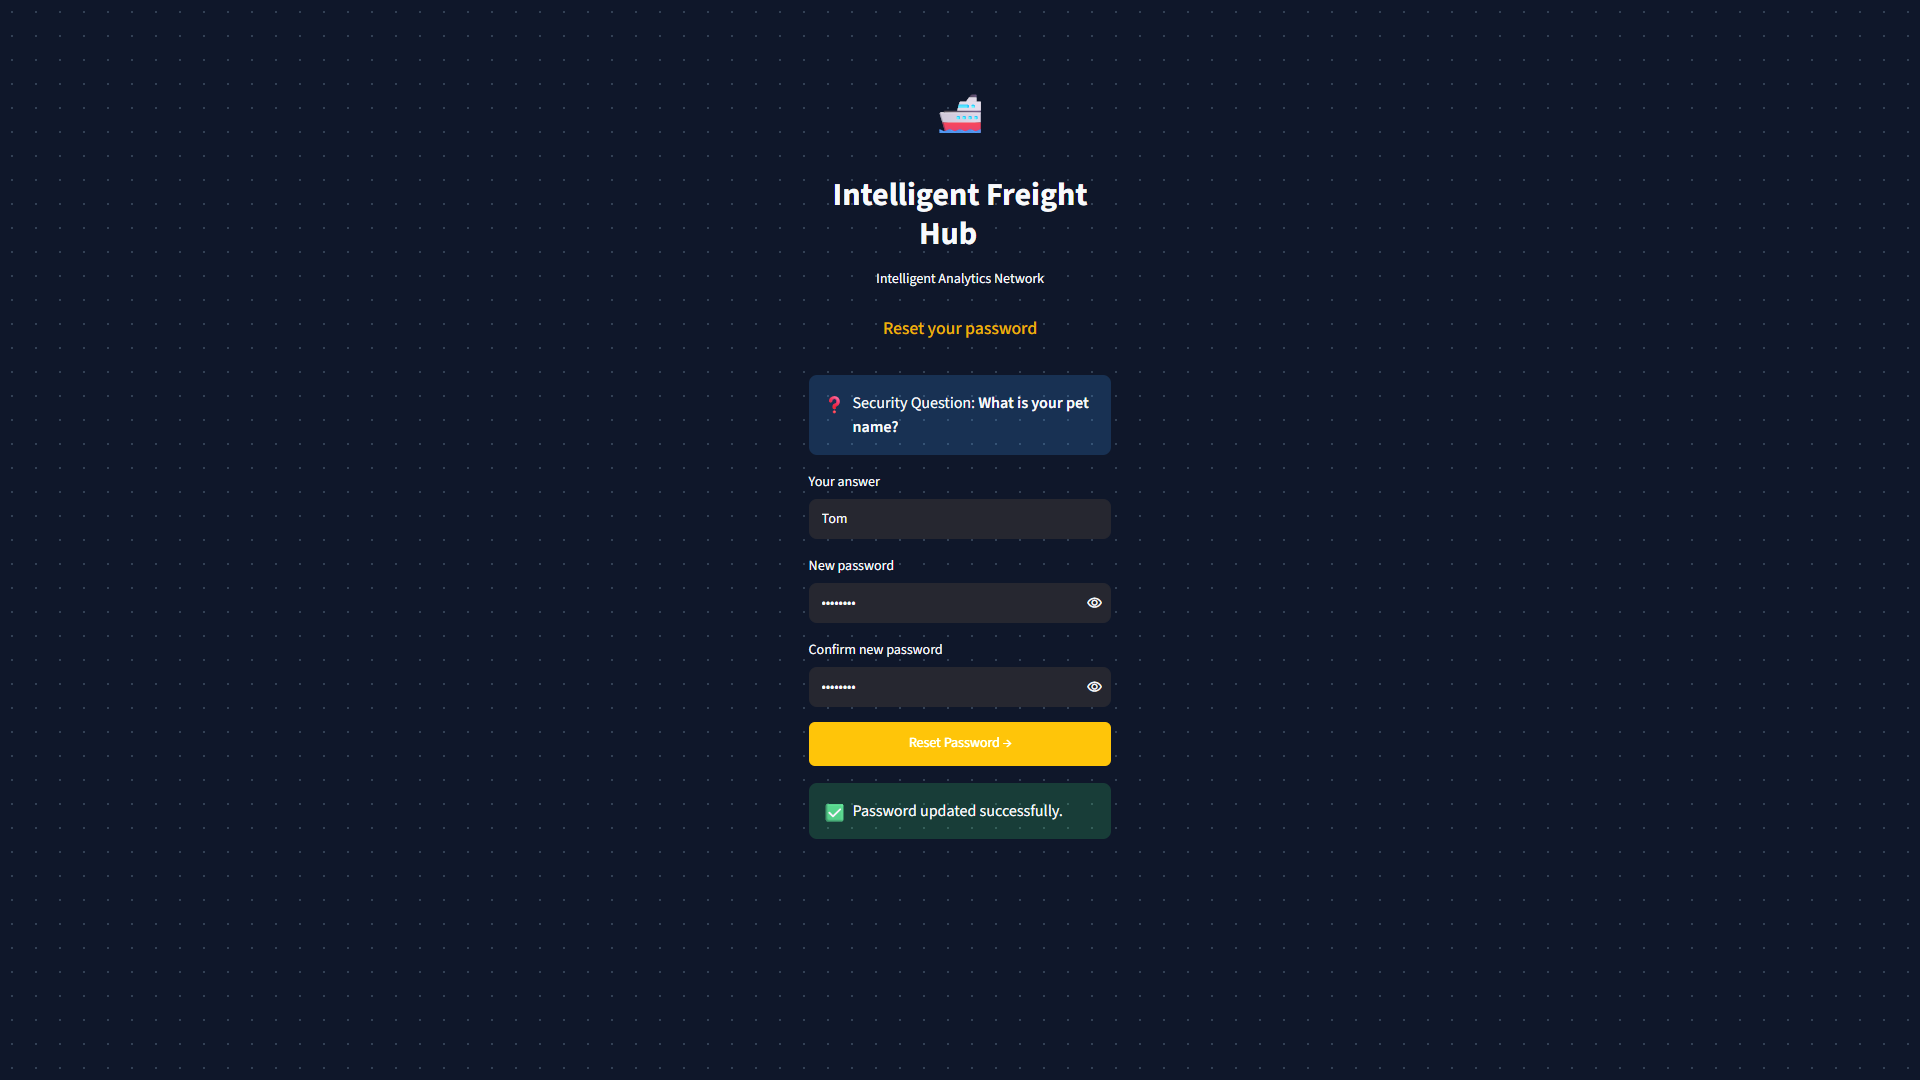 Intelligent Freight
Hub
Intelligent Analytics Network
Reset your password
Security Question: What is your pet
name?
Your answer
Tom
New password
••••••••
Confirm new password
••••••••
Reset Password →
Password updated successfully.